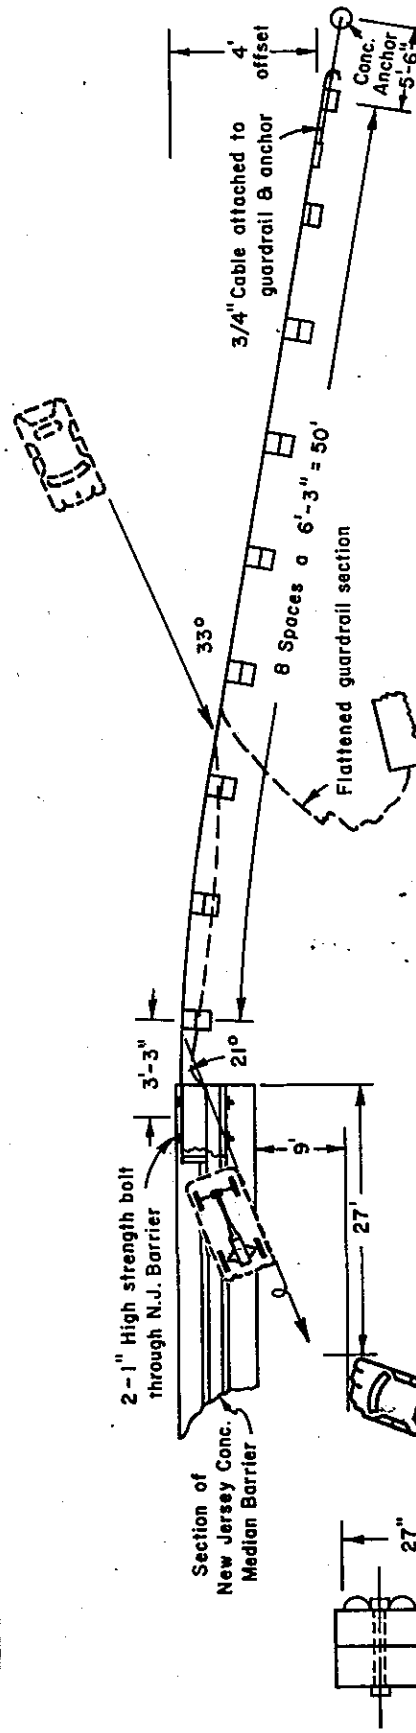 2-1" High strength bolt
through N.J. Barrier
Section of
New Jersey Conc.
Median Barrier
3'-3"
21°
9'
27'
27"
33°
8 Spaces a 6'-3" = 50'
Flattened guardrail section
3/4" Cable attached to
guardrail & anchor
4'
offset
Conc.
Anchor
5'-6"